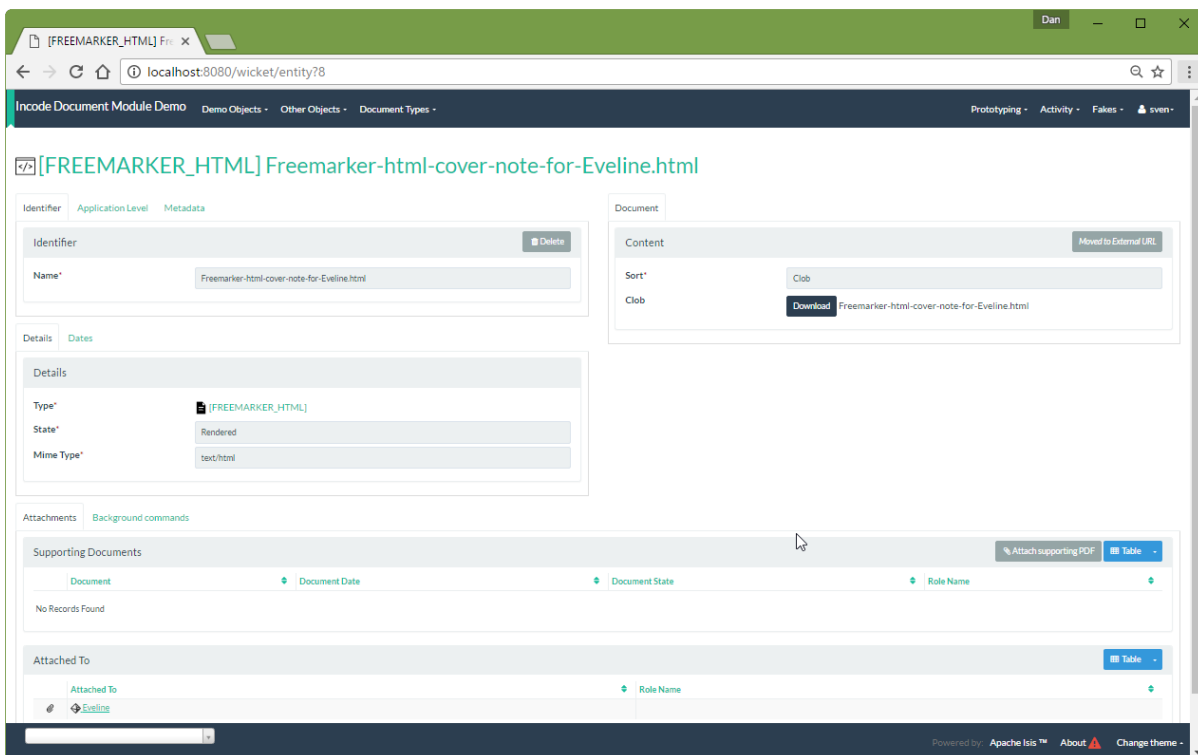 Dan
[FREEMARKER_HTML] Fre
localhost:8080/wicket/entity?8
Incode Document Module Demo Demo Objects Other Objects Document Types Prototyping Activity Fakes sven
[FREEMARKER_HTML] Freemarker-html-cover-note-for-Eveline.html
Identifier Application Level Metadata
Identifier Delete
Name* Freemarker-html-cover-note-for-Eveline.html
Document
Content Moved to External URL
Sort* Clob
Clob Download Freemarker-html-cover-note-for-Eveline.html
Details Dates
Details
Type* [FREEMARKER_HTML]
State* Rendered
Mime Type* text/html
Attachments Background commands
Supporting Documents Attach supporting PDF Table
Document Document Date Document State Role Name
No Records Found
Attached To Table
Attached To Role Name
Eveline
Powered by: Apache Isis ™ About Change theme